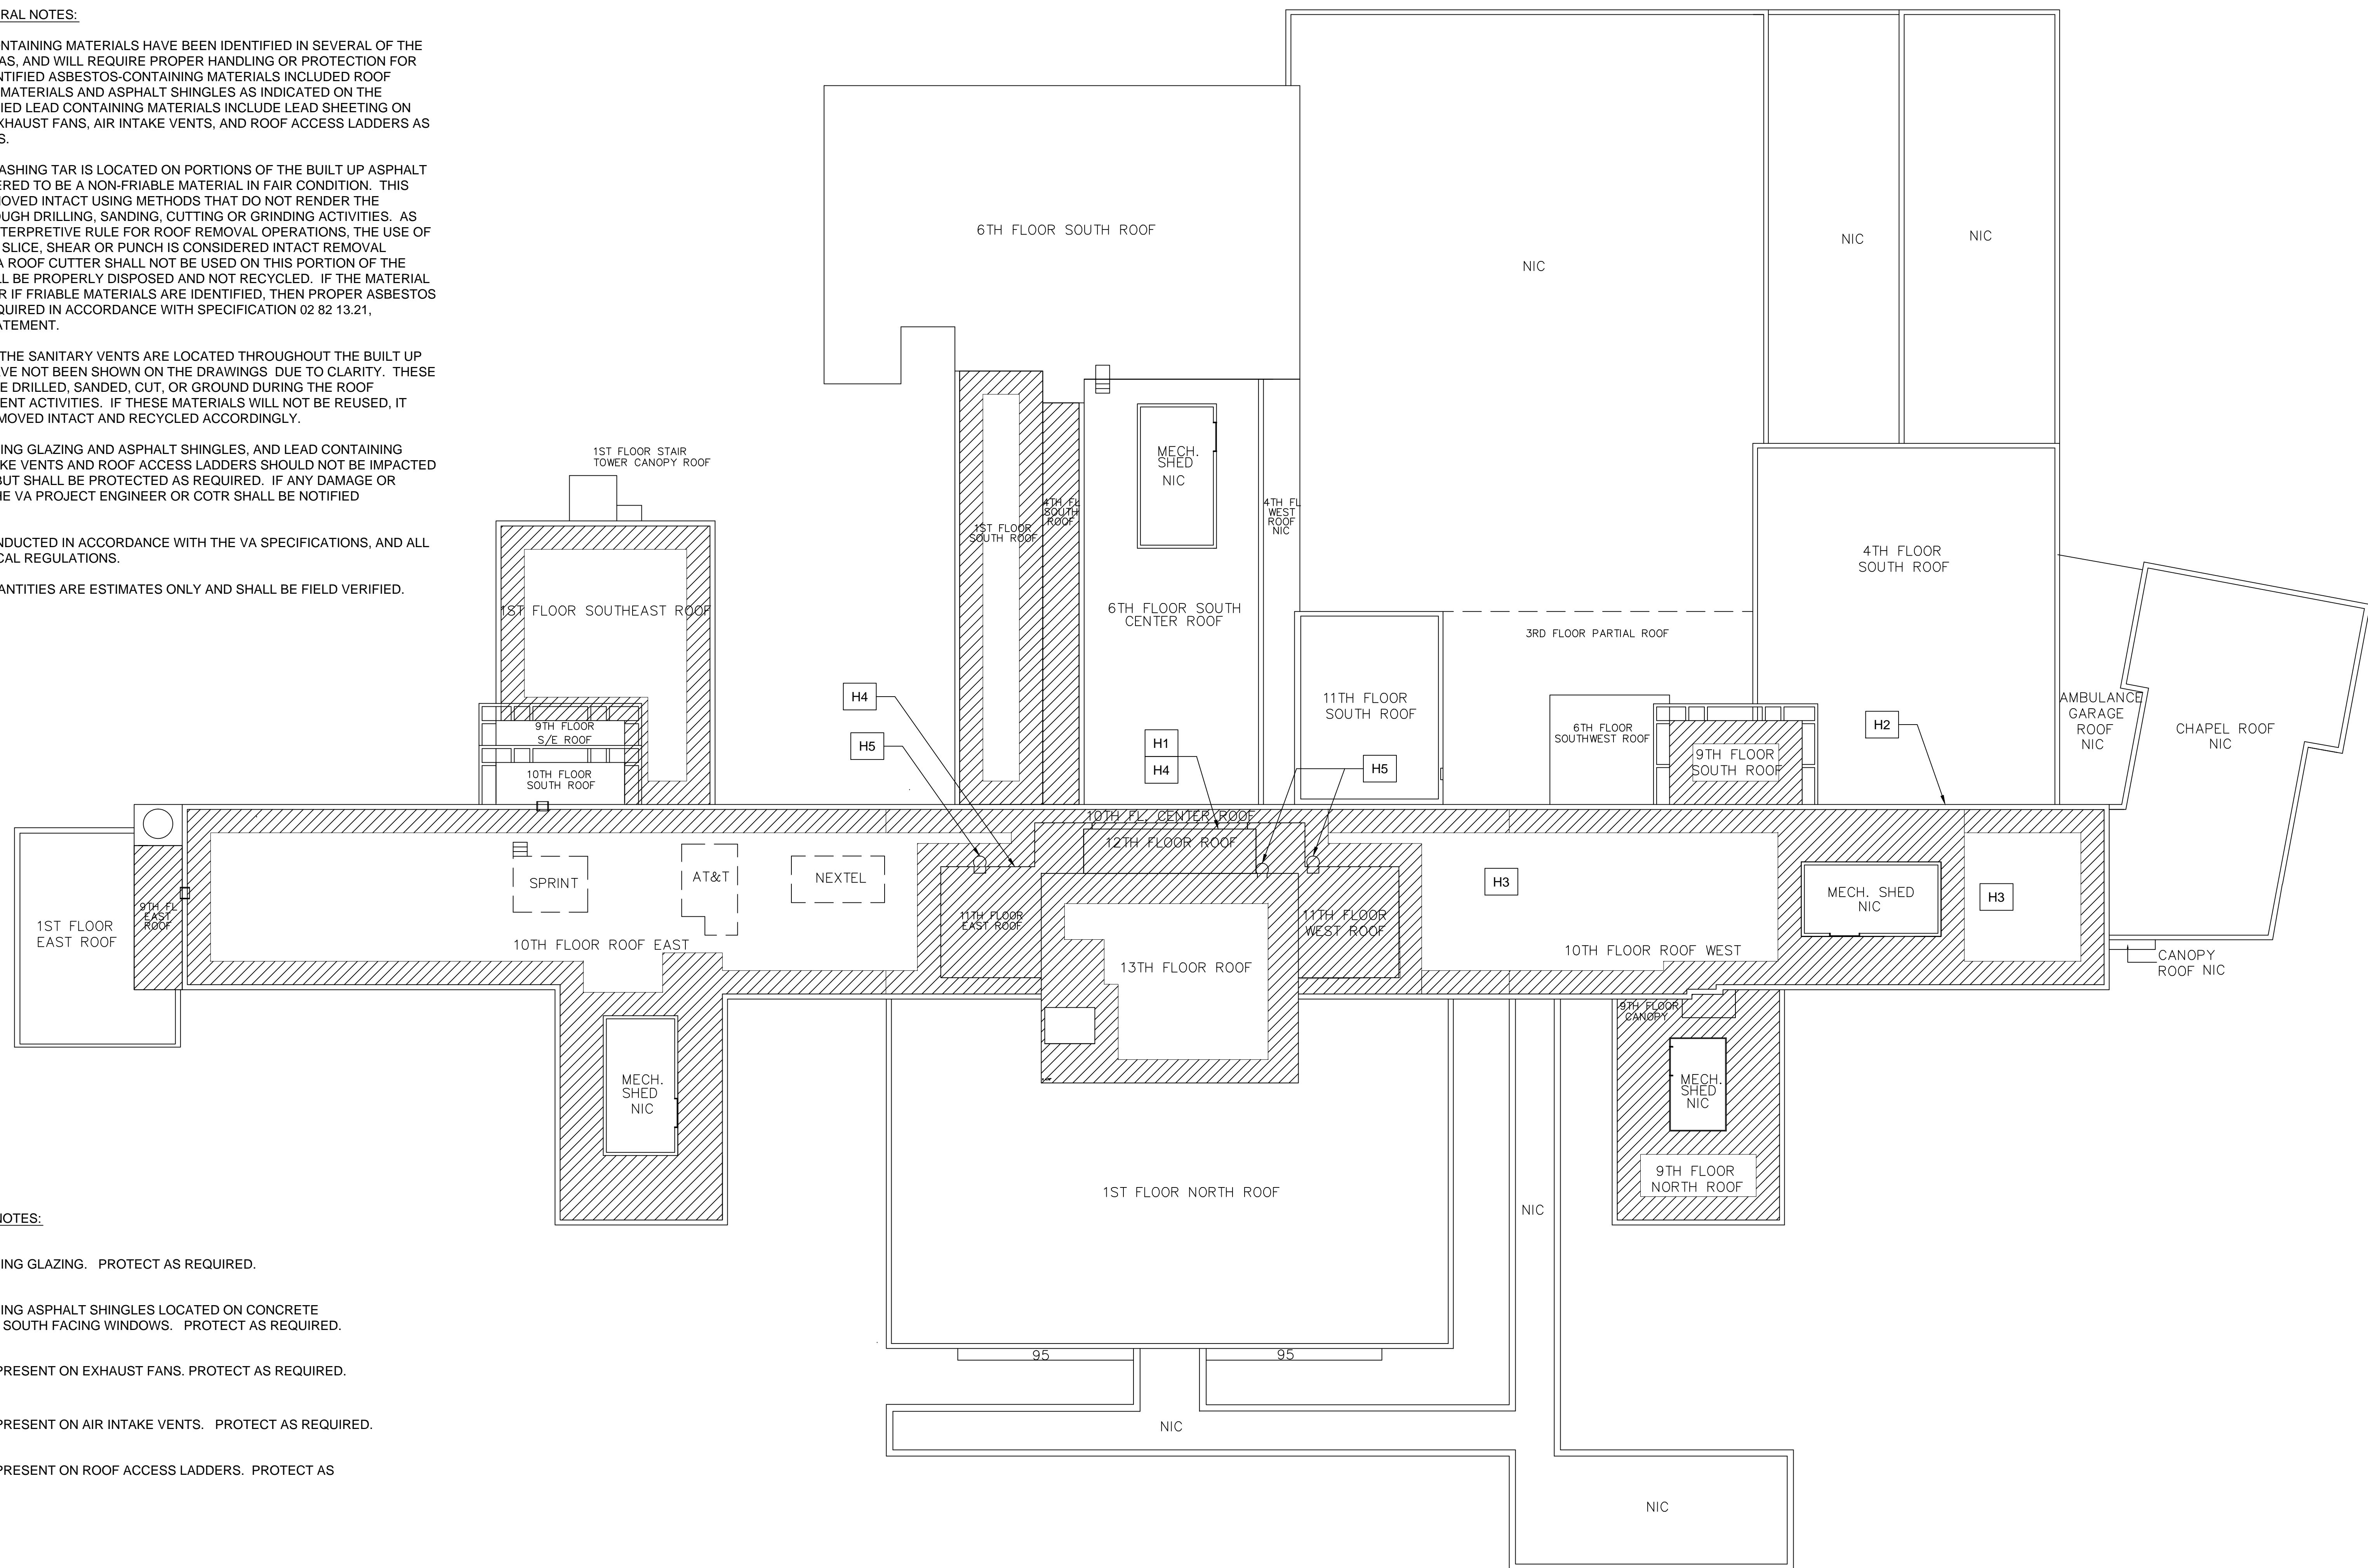 RAL NOTES:
NTAINING MATERIALS HAVE BEEN IDENTIFIED IN SEVERAL OF THE
AS, AND WILL REQUIRE PROPER HANDLING OR PROTECTION FOR
NTIFIED ASBESTOS-CONTAINING MATERIALS INCLUDED ROOF
MATERIALS AND ASPHALT SHINGLES AS INDICATED ON THE
IED LEAD CONTAINING MATERIALS INCLUDE LEAD SHEETING ON
XHAUST FANS, AIR INTAKE VENTS, AND ROOF ACCESS LADDERS AS
S.
ASHING TAR IS LOCATED ON PORTIONS OF THE BUILT UP ASPHALT
ERED TO BE A NON-FRIABLE MATERIAL IN FAIR CONDITION. THIS
MOVED INTACT USING METHODS THAT DO NOT RENDER THE
OUGH DRILLING, SANDING, CUTTING OR GRINDING ACTIVITIES. AS
TERPRETIVE RULE FOR ROOF REMOVAL OPERATIONS, THE USE OF
SLICE, SHEAR OR PUNCH IS CONSIDERED INTACT REMOVAL
A ROOF CUTTER SHALL NOT BE USED ON THIS PORTION OF THE
LL BE PROPERLY DISPOSED AND NOT RECYCLED. IF THE MATERIAL
R IF FRIABLE MATERIALS ARE IDENTIFIED, THEN PROPER ASBESTOS
QUIRED IN ACCORDANCE WITH SPECIFICATION 02 82 13.21,
ATEMENT.
THE SANITARY VENTS ARE LOCATED THROUGHOUT THE BUILT UP
AVE NOT BEEN SHOWN ON THE DRAWINGS DUE TO CLARITY. THESE
E DRILLED, SANDED, CUT, OR GROUND DURING THE ROOF
ENT ACTIVITIES. IF THESE MATERIALS WILL NOT BE REUSED, IT
MOVED INTACT AND RECYCLED ACCORDINGLY.
ING GLAZING AND ASPHALT SHINGLES, AND LEAD CONTAINING
KE VENTS AND ROOF ACCESS LADDERS SHOULD NOT BE IMPACTED
BUT SHALL BE PROTECTED AS REQUIRED. IF ANY DAMAGE OR
HE VA PROJECT ENGINEER OR COTR SHALL BE NOTIFIED
NDUCTED IN ACCORDANCE WITH THE VA SPECIFICATIONS, AND ALL
CAL REGULATIONS.
ANTITIES ARE ESTIMATES ONLY AND SHALL BE FIELD VERIFIED.
6TH FLOOR SOUTH ROOF
NIC
NIC
NIC
1ST FLOOR STAIR
TOWER CANOPY ROOF
MECH.
SHED
NIC
1ST FLOOR
SOUTH ROOF
4TH FL
SOUTH
ROOF
4TH FL
WEST
ROOF
NIC
4TH FLOOR
SOUTH ROOF
1ST FLOOR SOUTHEAST ROOF
6TH FLOOR SOUTH
CENTER ROOF
3RD FLOOR PARTIAL ROOF
11TH FLOOR
SOUTH ROOF
H4
H5
H1
H4
H5
H2
6TH FLOOR
SOUTHWEST ROOF
9TH FLOOR
SOUTH ROOF
AMBULANCE
GARAGE
ROOF
NIC
CHAPEL ROOF
NIC
9TH FLOOR
S/E ROOF
10TH FLOOR
SOUTH ROOF
10TH FL. CENTER ROOF
12TH FLOOR ROOF
SPRINT
AT&T
NEXTEL
H3
MECH. SHED
NIC
H3
1ST FLOOR
EAST ROOF
9TH FL
EAST
ROOF
11TH FLOOR
EAST ROOF
11TH FLOOR
WEST ROOF
10TH FLOOR ROOF EAST
10TH FLOOR ROOF WEST
13TH FLOOR ROOF
CANOPY
ROOF NIC
9TH FLOOR
CANOPY
MECH.
SHED
NIC
MECH.
SHED
NIC
9TH FLOOR
NORTH ROOF
1ST FLOOR NORTH ROOF
NIC
95
95
NIC
NIC
NOTES:
ING GLAZING. PROTECT AS REQUIRED.
ING ASPHALT SHINGLES LOCATED ON CONCRETE
SOUTH FACING WINDOWS. PROTECT AS REQUIRED.
PRESENT ON EXHAUST FANS. PROTECT AS REQUIRED.
PRESENT ON AIR INTAKE VENTS. PROTECT AS REQUIRED.
PRESENT ON ROOF ACCESS LADDERS. PROTECT AS